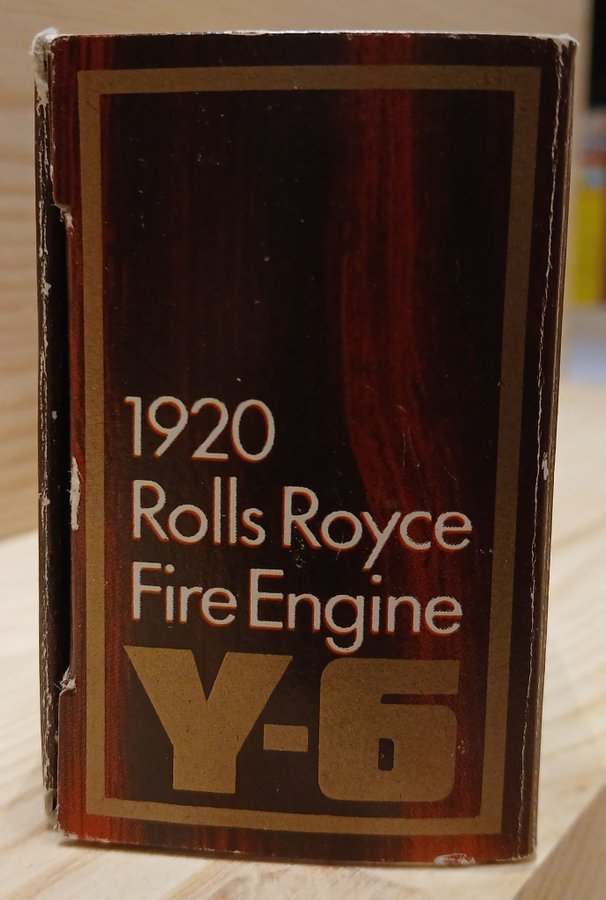 1920
Rolls Royce
Fire Engine
Y-6